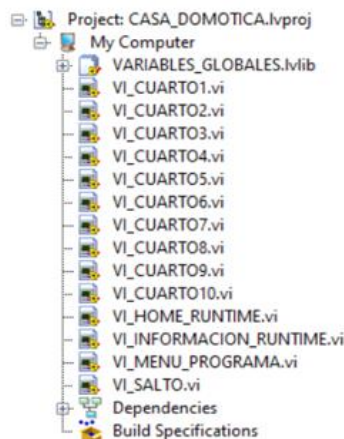 Project: CASA_DOMOTICA.lvproj
My Computer
VARIABLES_GLOBALES.lvlib
VI_CUARTO1.vi
VI_CUARTO2.vi
VI_CUARTO3.vi
VI_CUARTO4.vi
VI_CUARTO5.vi
VI_CUARTO6.vi
VI_CUARTO7.vi
VI_CUARTO8.vi
VI_CUARTO9.vi
VI_CUARTO10.vi
VI_HOME_RUNTIME.vi
VI_INFORMACION_RUNTIME.vi
VI_MENU_PROGRAMA.vi
VI_SALTO.vi
Dependencies
Build Specifications